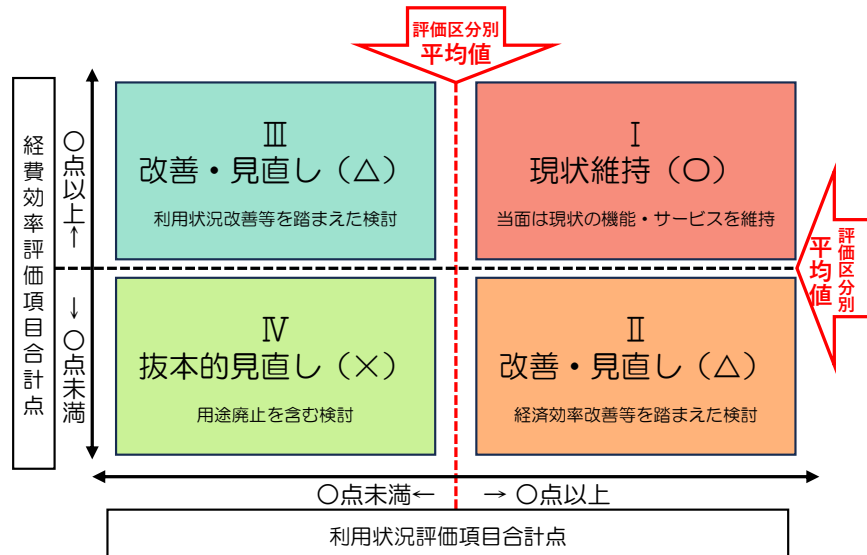 評価区分別
平均値
経費効率評価項目合計点
〇点以上↑
↓〇点未満
Ⅲ
改善・見直し（△）
利用状況改善等を踏まえた検討
Ⅰ
現状維持（〇）
当面は現状の機能・サービスを維持
評価区分別
平均値
Ⅳ
抜本的見直し（×）
用途廃止を含む検討
Ⅱ
改善・見直し（△）
経済効率改善等を踏まえた検討
〇点未満←
→ 〇点以上
利用状況評価項目合計点